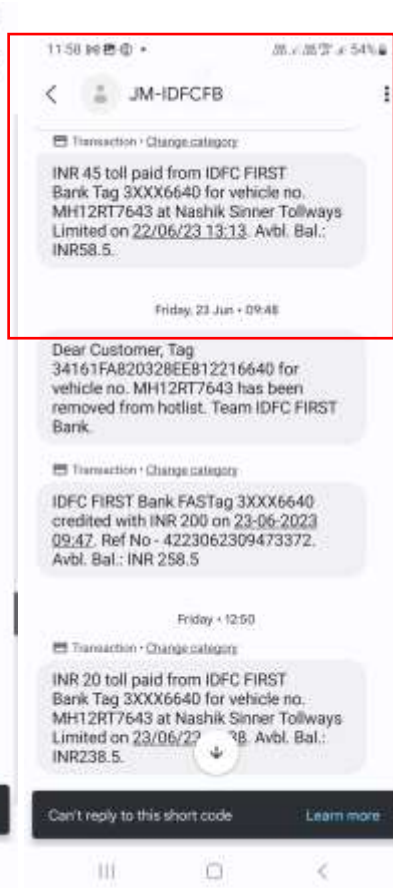 11:58
54%
JM-IDFCFB
Transaction • Change category
INR 45 toll paid from IDFC FIRST
Bank Tag 3XXX6640 for vehicle no.
MH12RT7643 at Nashik Sinner Tollways
Limited on 22/06/23 13:13. Avbl. Bal.:
INR58.5.
Friday, 23 Jun • 09:48
Dear Customer, Tag
34161FA820328EE812216640 for
vehicle no. MH12RT7643 has been
removed from hotlist. Team IDFC FIRST
Bank.
Transaction • Change category
IDFC FIRST Bank FASTag 3XXX6640
credited with INR 200 on 23-06-2023
09:47. Ref No - 4223062309473372.
Avbl. Bal.: INR 258.5
Friday • 12:50
Transaction • Change category
INR 20 toll paid from IDFC FIRST
Bank Tag 3XXX6640 for vehicle no.
MH12RT7643 at Nashik Sinner Tollways
Limited on 23/06/23 38. Avbl. Bal.:
INR238.5.
Can't reply to this short code
Learn more